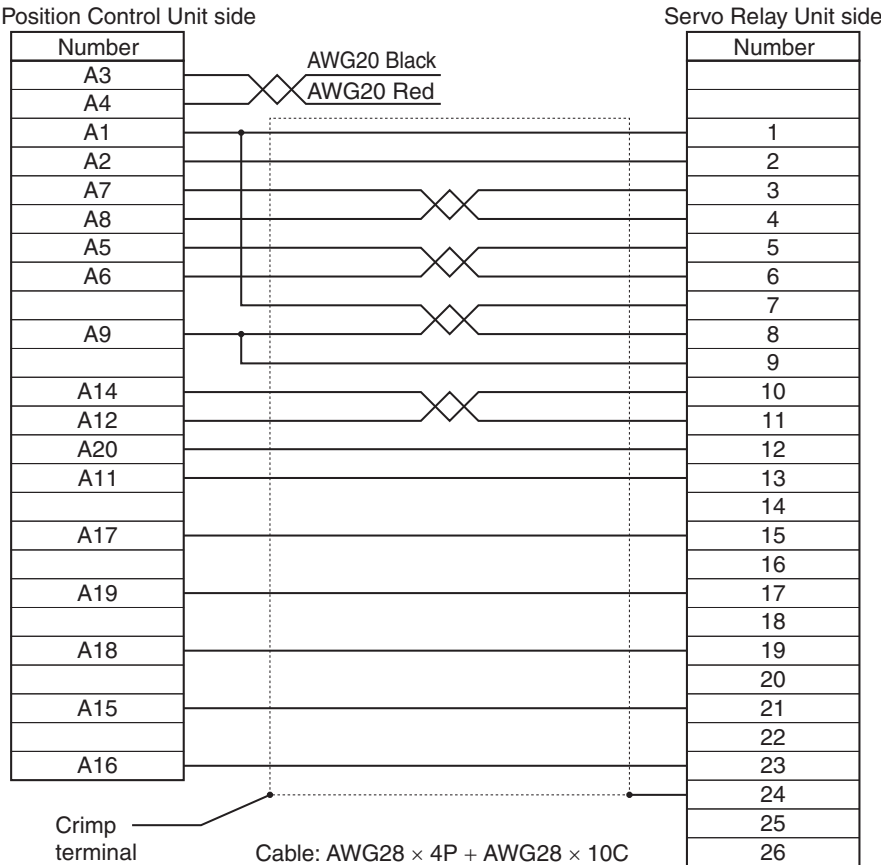 Position Control Unit side Servo Relay Unit side
Number Number
A3 AWG20 Black
A4 AWG20 Red
A1 1
A2 2
A7 3
A8 4
A5 5
A6 6
7
A9 8
9
A14 10
A12 11
A20 12
A11 13
14
A17 15
16
A19 17
18
A18 19
20
A15 21
22
A16 23
24
Crimp 25
terminal Cable: AWG28 × 4P + AWG28 × 10C 26